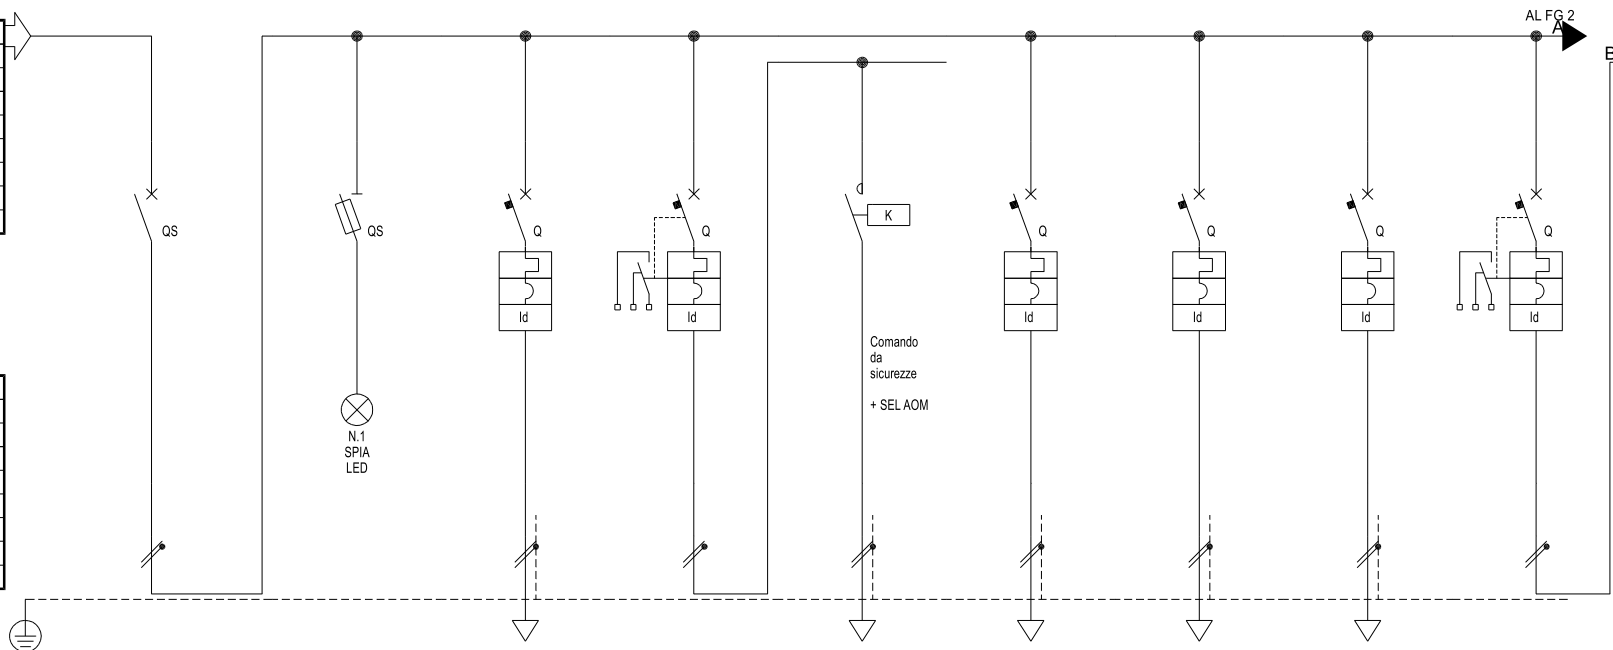 AL FG 2
A
B
QS
QS
Q
Q
K
Q
Q
Q
Q
Id
Id
Id
Id
Id
Id
Comando
da
sicurezze
+ SEL AOM
N.1
SPIA
LED